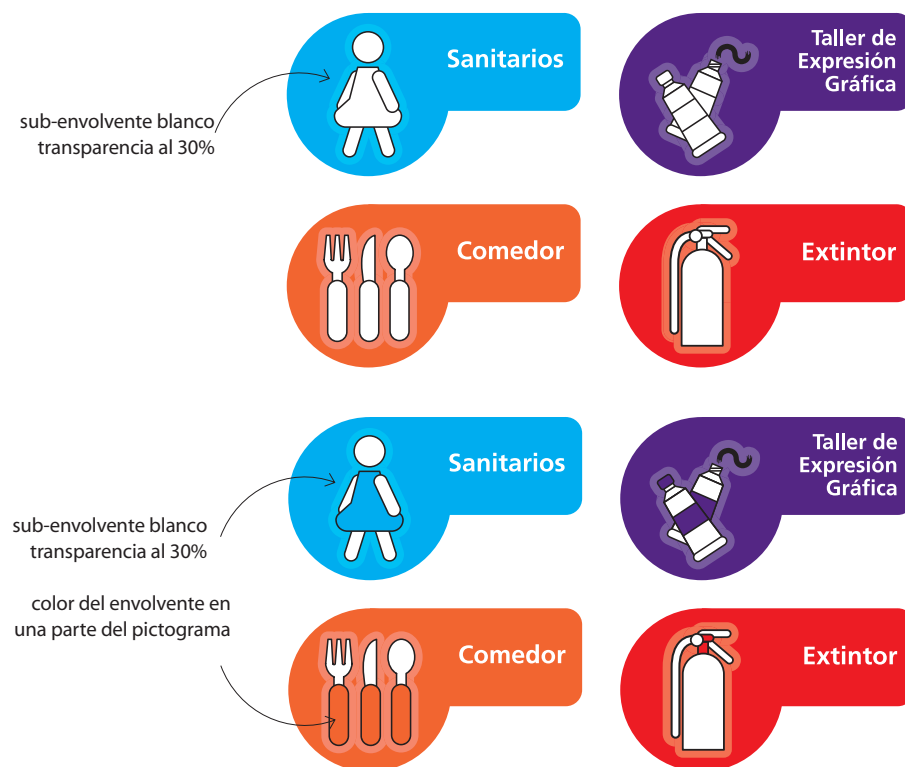 Sanitarios
Taller de
Expresión
Gráfica
sub-envolvente blanco
transparencia al 30%
Comedor
Extintor
Sanitarios
Taller de
Expresión
Gráfica
sub-envolvente blanco
transparencia al 30%
color del envolvente en
una parte del pictograma
Comedor
Extintor